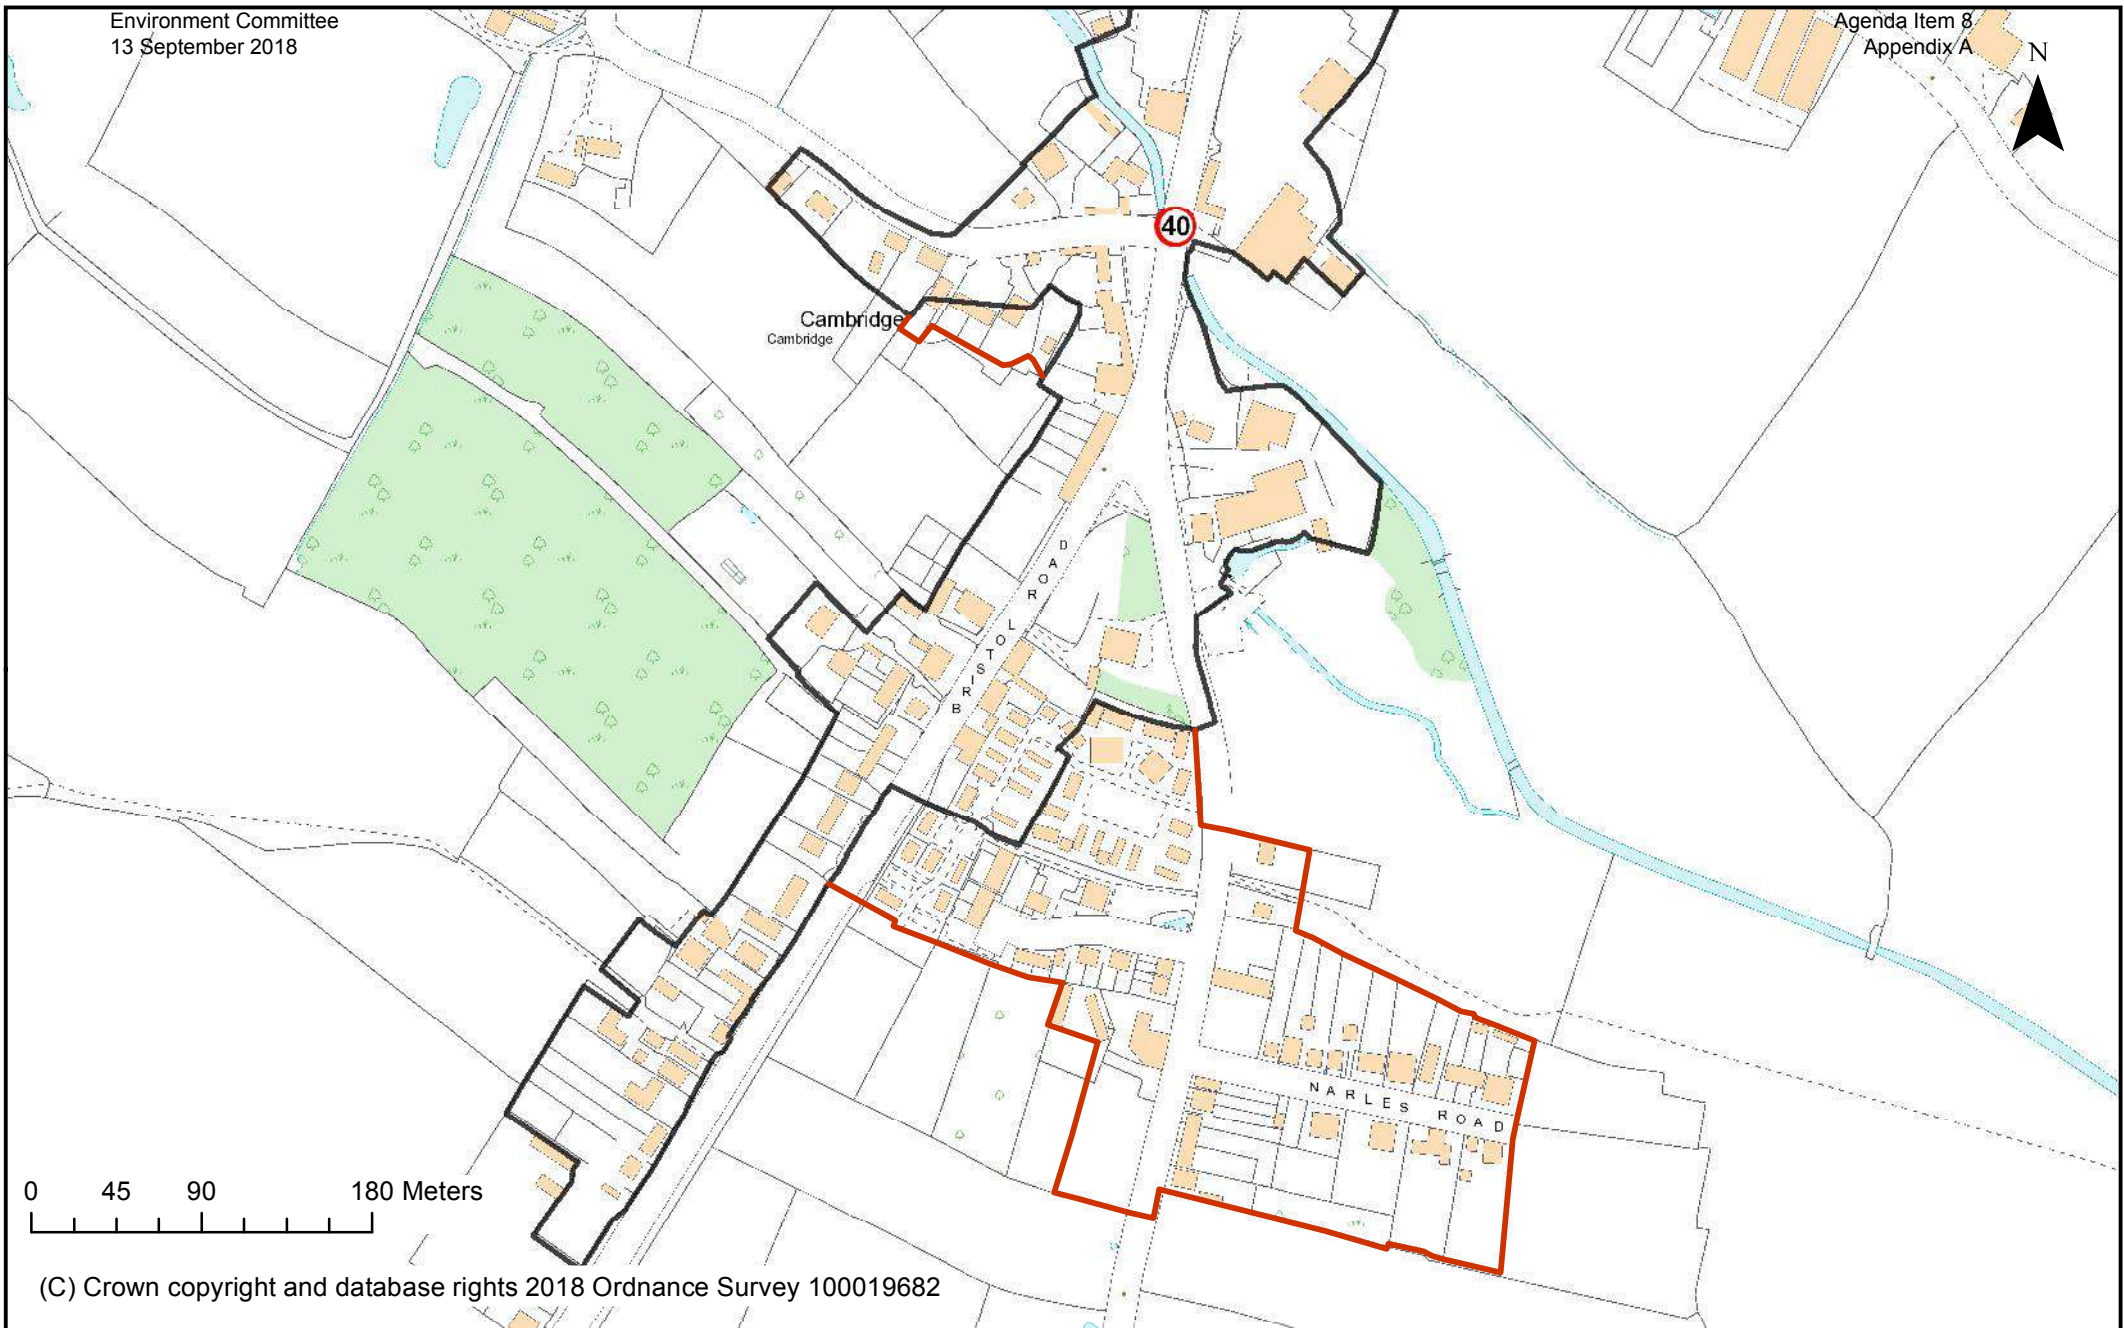 Environment Committee
13 September 2018
Agenda Item 8
Appendix A
N
40
Cambridge
Cambridge
BRISTOL ROAD
NARLES ROAD
0 45 90 180 Meters
(C) Crown copyright and database rights 2018 Ordnance Survey 100019682